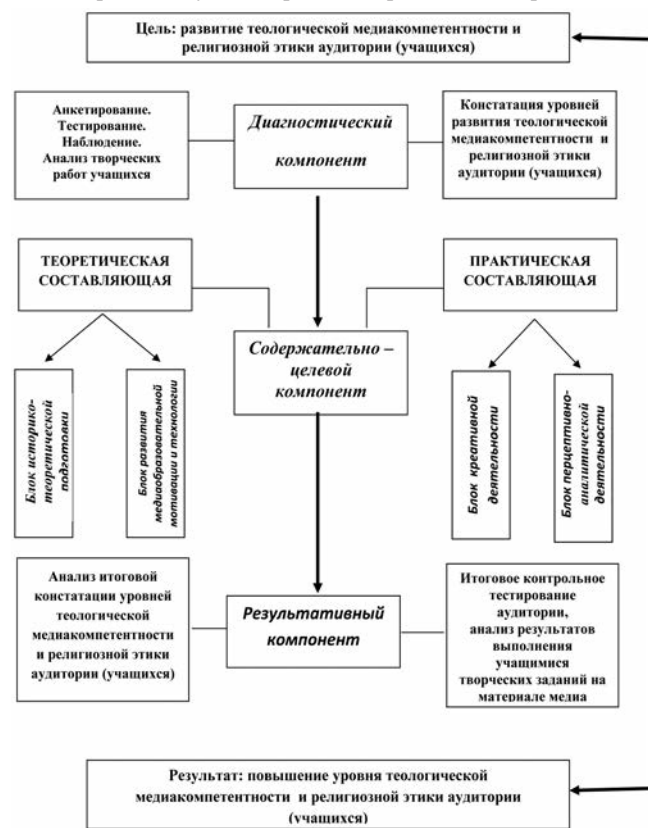 Цель: развитие теологической медиакомпетентности и
религиозной этики аудитории (учащихся)
Анкетирование.
Тестирование.
Наблюдение.
Анализ творческих
работ учащихся
Диагностический
компонент
Констатация уровней
развития теологической
медиакомпетентности и
религиозной этики
аудитории (учащихся)
ТЕОРЕТИЧЕСКАЯ
СОСТАВЛЯЮЩАЯ
ПРАКТИЧЕСКАЯ
СОСТАВЛЯЮЩАЯ
Содержательно –
целевой
компонент
Блок историко-
теоретической
подготовки
Блок развития
медиаобразовательной
мотивации и технологии
Блок креативной
деятельности
Блок перцептивно-
аналитической
деятельности
Анализ итоговой
констатации уровней
теологической
медиакомпетентности
и религиозной этики
аудитории (учащихся)
Результативный
компонент
Итоговое контрольное
тестирование
аудитории,
анализ результатов
выполнения
учащимися
творческих заданий на
материале медиа
Результат: повышение уровня теологической
медиакомпетентности и религиозной этики аудитории
(учащихся)